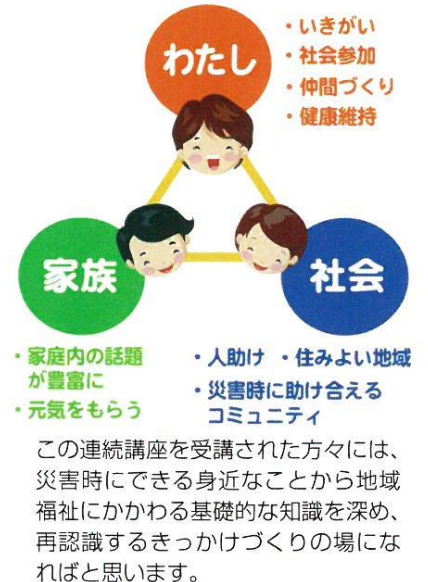 わたし
・いきがい
・社会参加
・仲間づくり
・健康維持
家族
社会
・家庭内の話題
が豊富に
・元気をもらう
・人助け ・住みよい地域
・災害時に助け合える
コミュニティ
この連続講座を受講された方々には、
災害時にできる身近なことから地域
福祉にかかわる基礎的な知識を深め、
再認識するきっかけづくりの場にな
ればと思います。